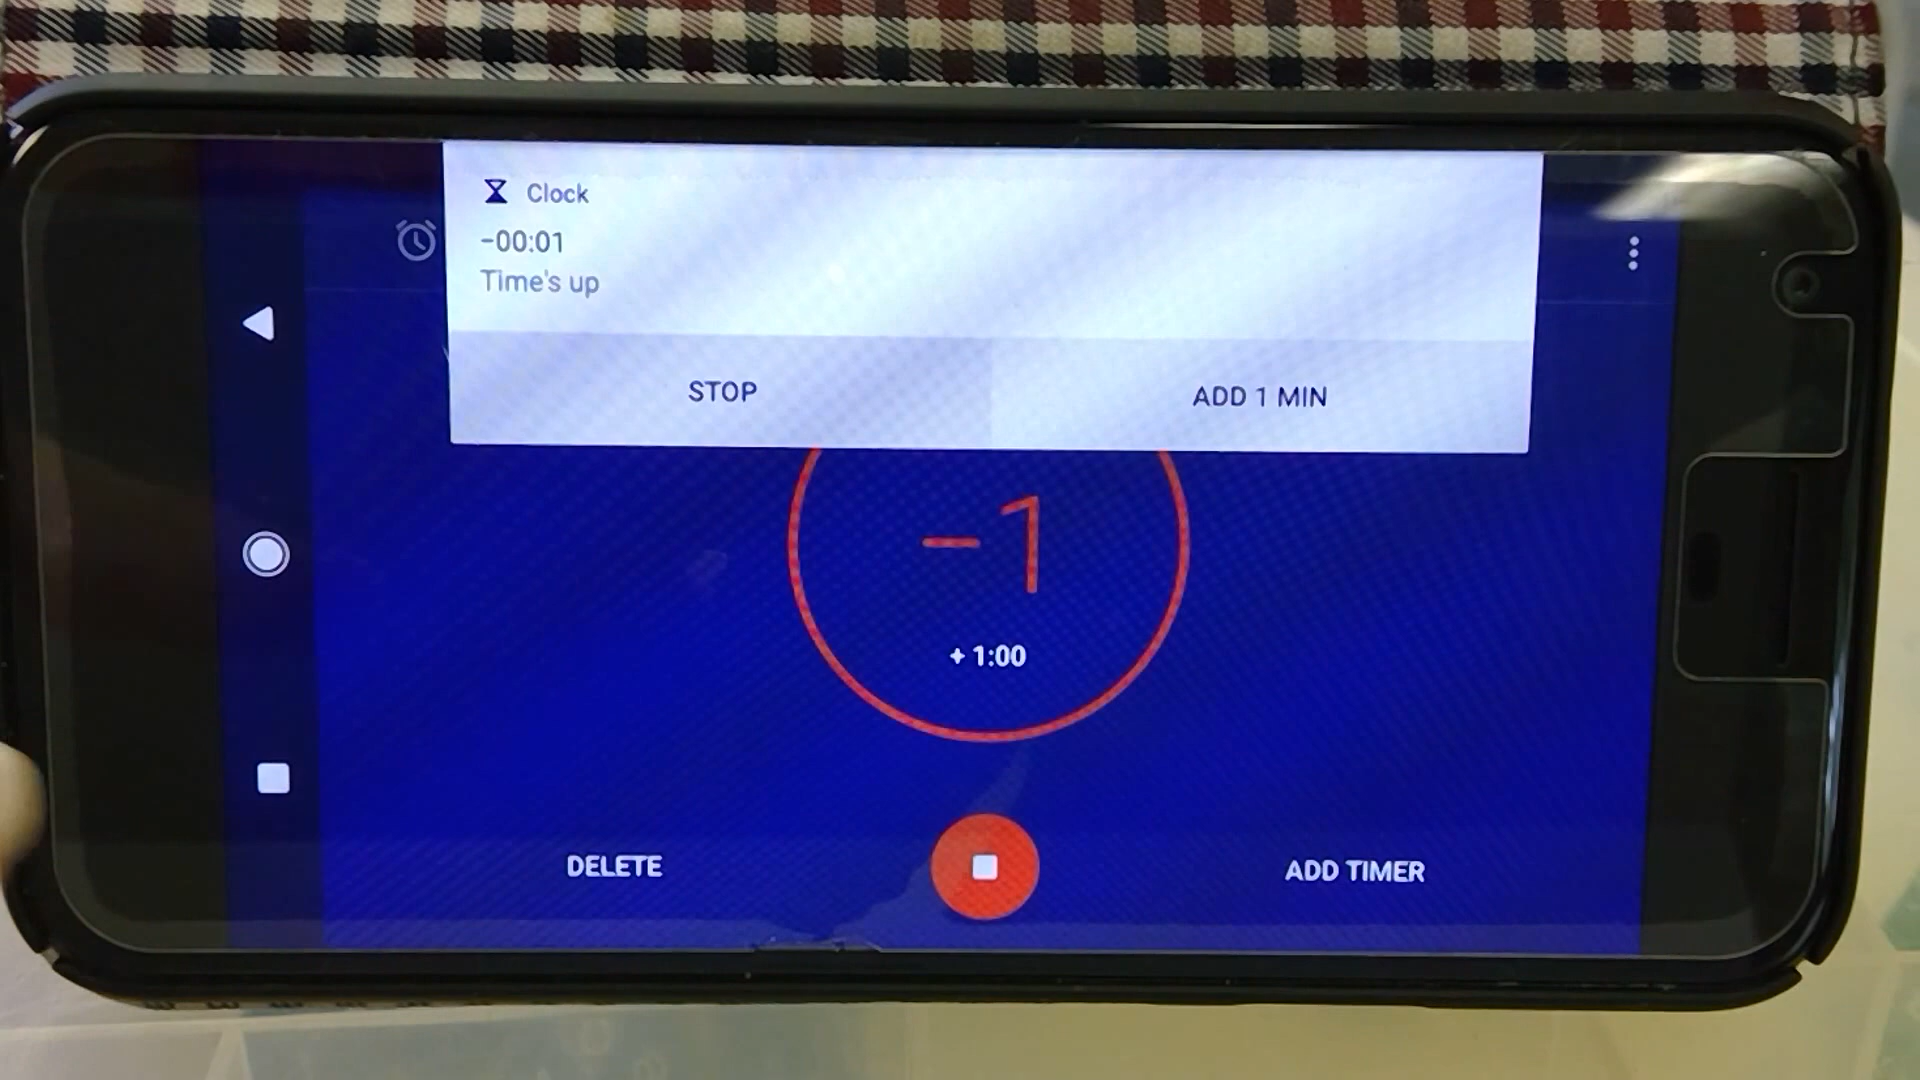 Clock
−00:01
Time's up
STOP
ADD 1 MIN
−1
+ 1:00
DELETE
ADD TIMER